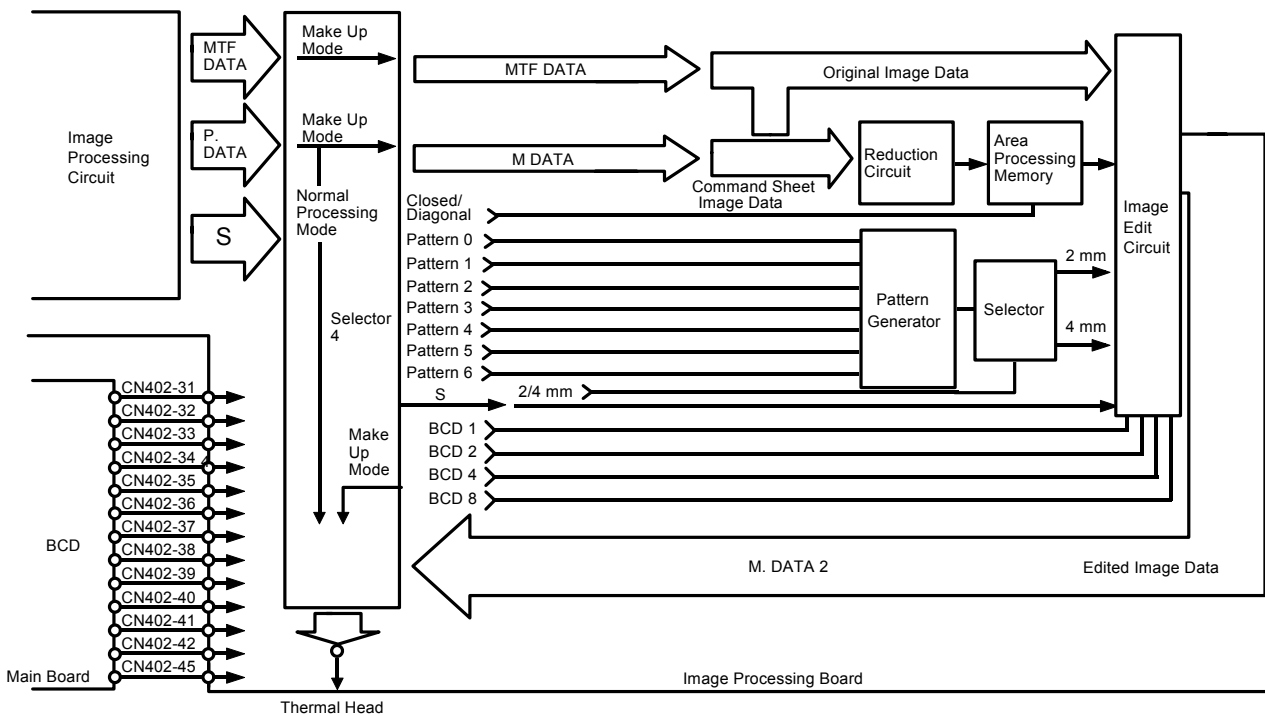 Image
Processing
Circuit
MTF
DATA
P.
DATA
S
Make Up
Mode
Make Up
Mode
Normal
Processing
Mode
Selector
4
Make
Up
Mode
MTF DATA
M DATA
Original Image Data
Command Sheet
Image Data
Reduction
Circuit
Area
Processing
Memory
Image
Edit
Circuit
Closed/
Diagonal
Pattern 0
Pattern 1
Pattern 2
Pattern 3
Pattern 4
Pattern 5
Pattern 6
Pattern
Generator
Selector
2 mm
4 mm
S
2/4 mm
BCD 1
BCD 2
BCD 4
BCD 8
M. DATA 2
Edited Image Data
BCD
CN402-31
CN402-32
CN402-33
CN402-34 4
CN402-35
CN402-36
CN402-37
CN402-38
CN402-39
CN402-40
CN402-41
CN402-42
CN402-45
Main Board
Image Processing Board
Thermal Head